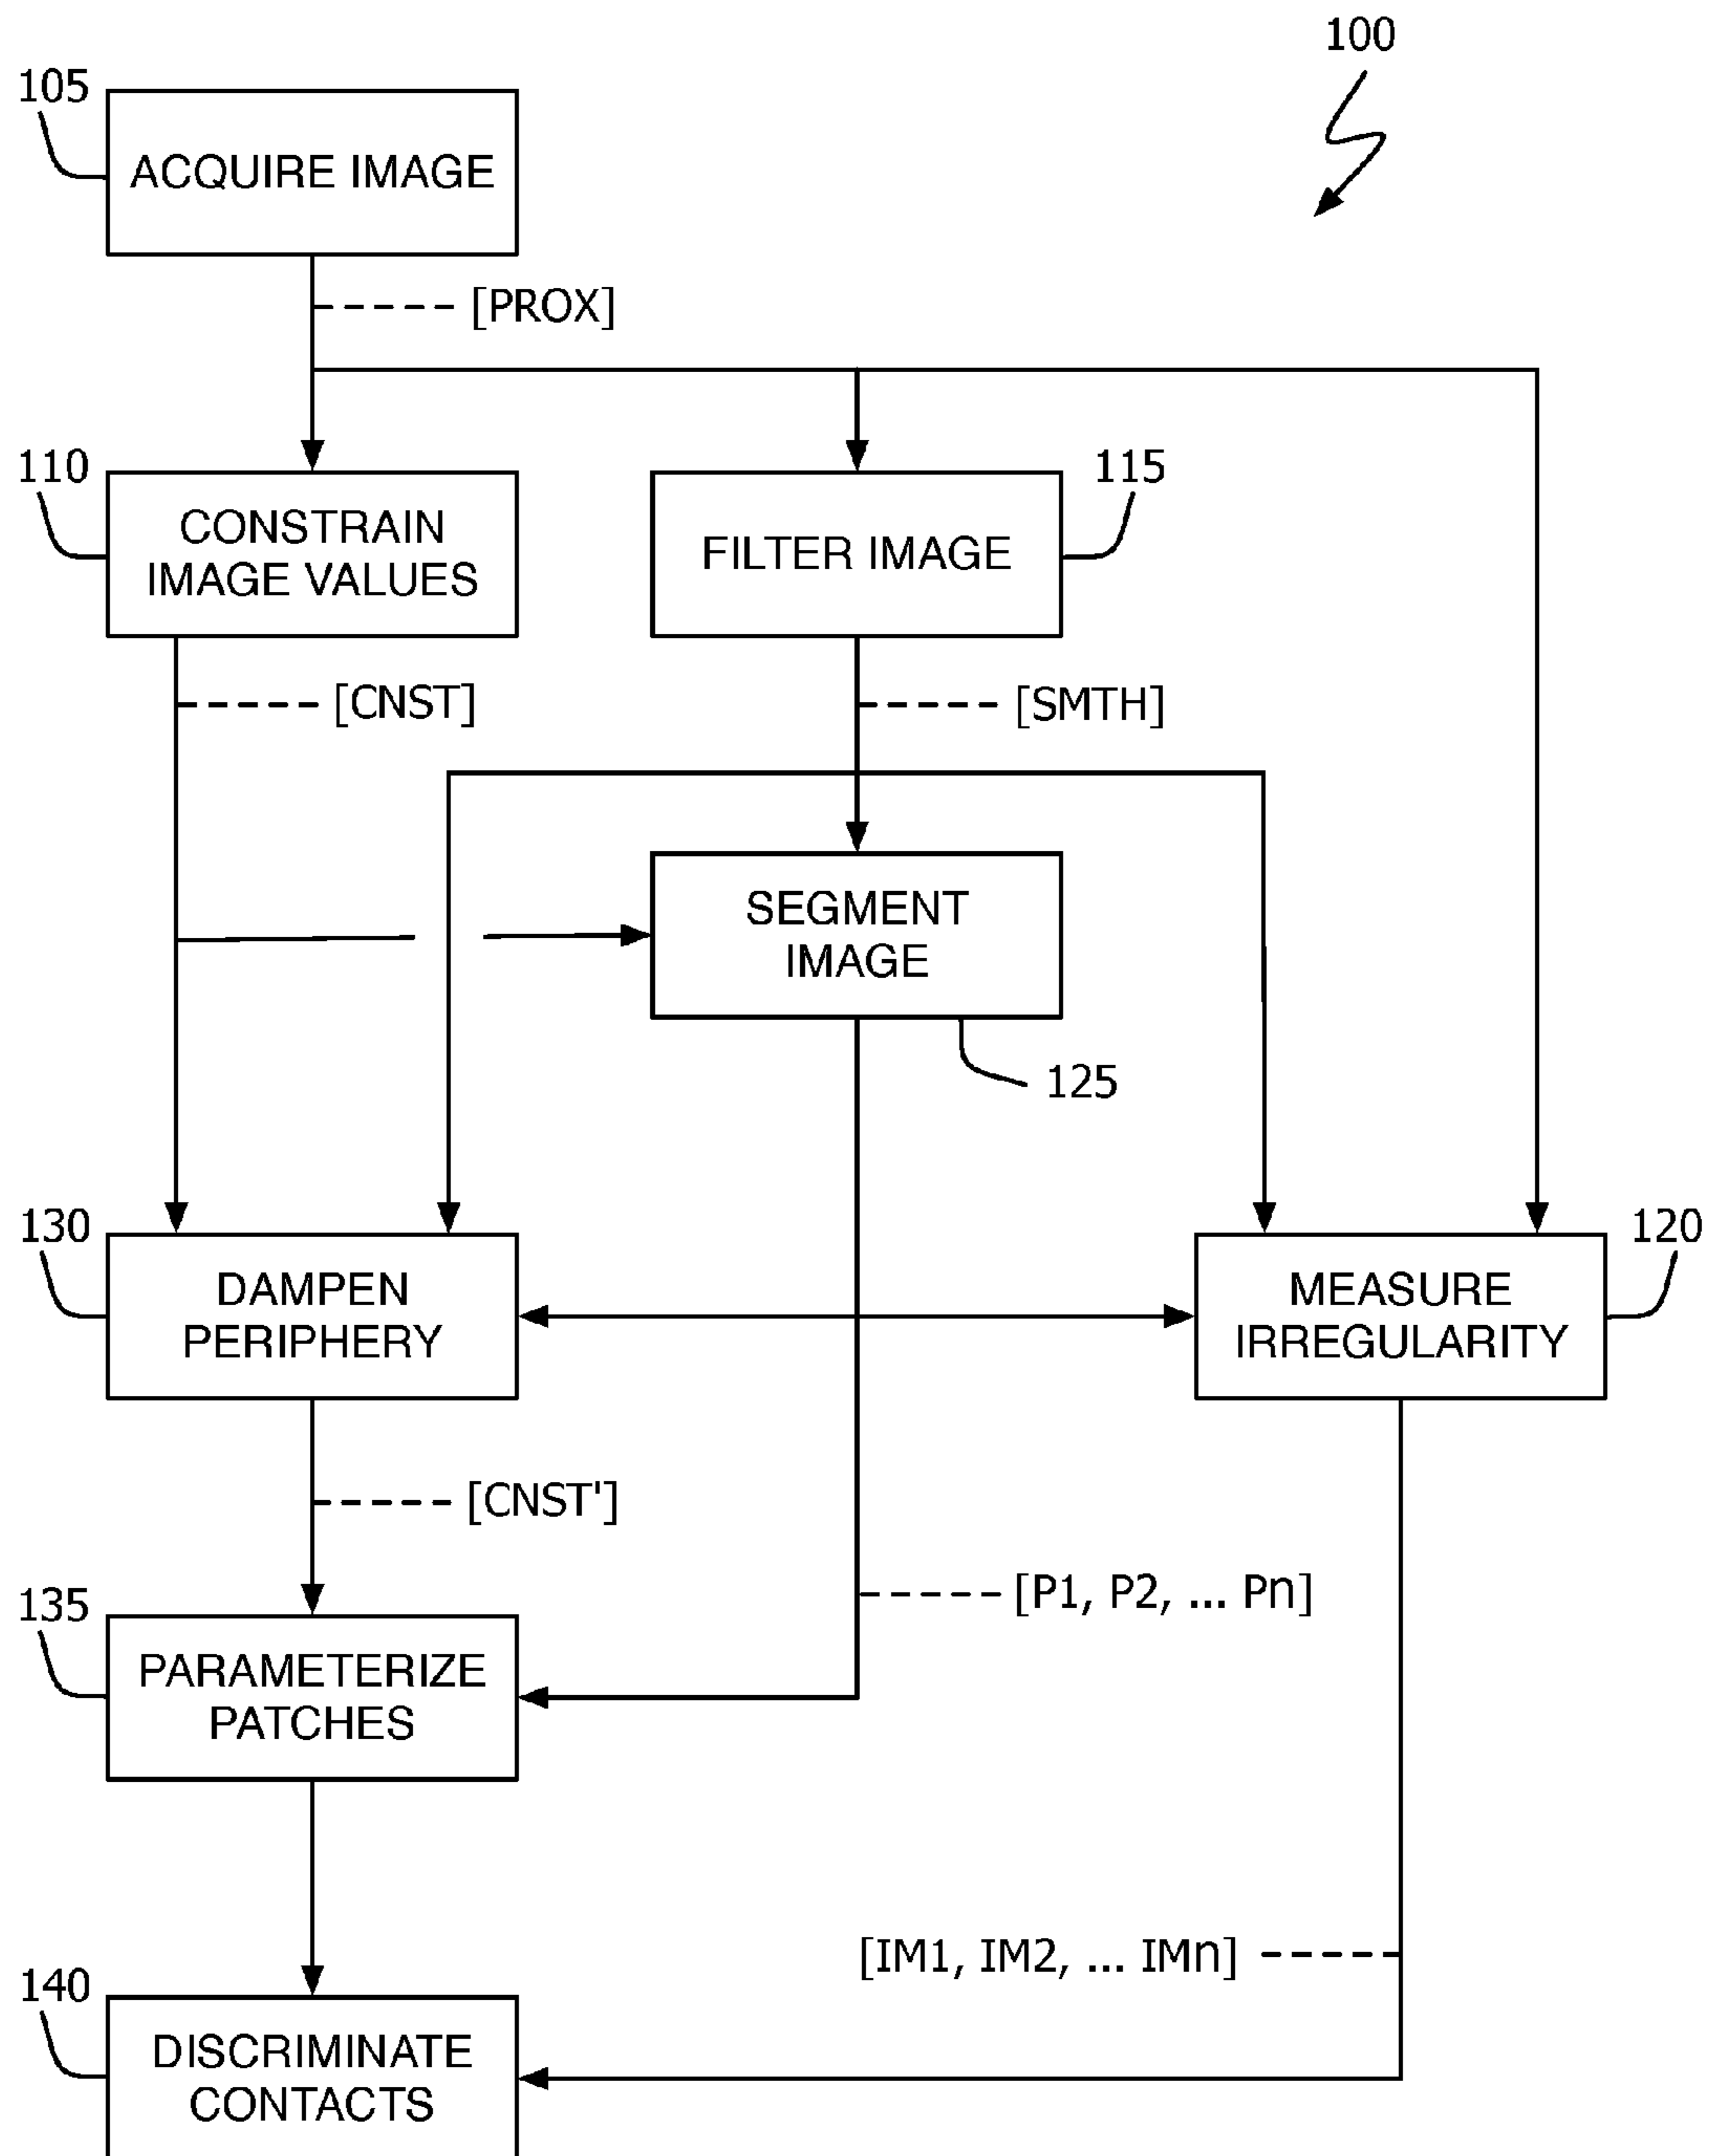 100
105
ACQUIRE IMAGE
[PROX]
110
CONSTRAIN
IMAGE VALUES
FILTER IMAGE
115
[CNST]
[SMTH]
SEGMENT
IMAGE
125
130
DAMPEN
PERIPHERY
MEASURE
IRREGULARITY
120
[CNST']
[P1, P2, ... Pn]
135
PARAMETERIZE
PATCHES
[IM1, IM2, ... IMn]
140
DISCRIMINATE
CONTACTS